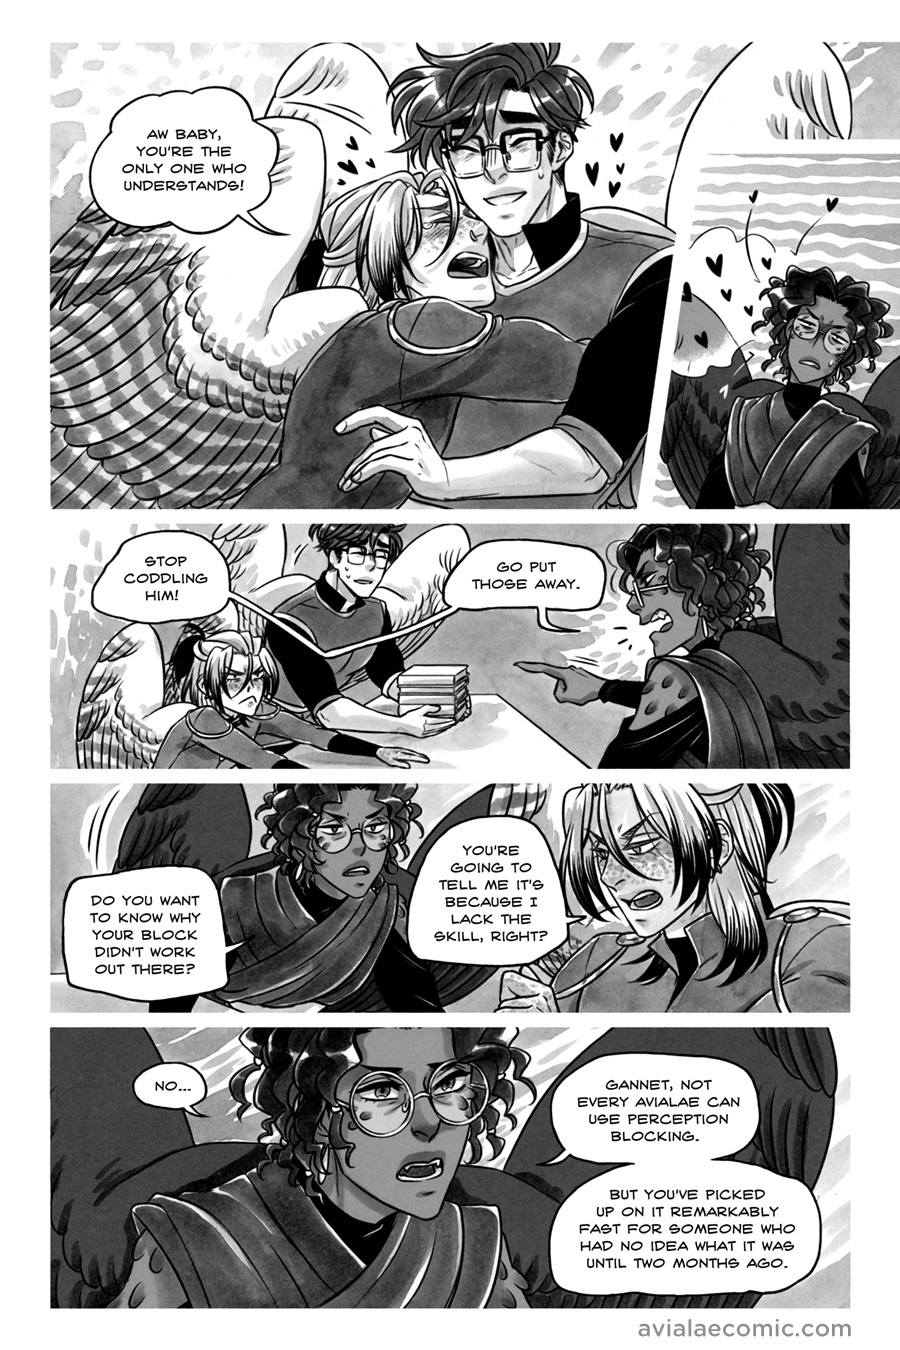 AW BABY,
YOU'RE THE
ONLY ONE WHO
UNDERSTANDS!
STOP
CODDLING
HIM!
GO PUT
THOSE AWAY.
DO YOU WANT
TO KNOW WHY
YOUR BLOCK
DIDN'T WORK
OUT THERE?
YOU'RE
GOING TO
TELL ME IT'S
BECAUSE I
LACK THE
SKILL, RIGHT?
NO...
GANNET, NOT
EVERY AVIALAE CAN
USE PERCEPTION
BLOCKING.
BUT YOU'VE PICKED
UP ON IT REMARKABLY
FAST FOR SOMEONE WHO
HAD NO IDEA WHAT IT WAS
UNTIL TWO MONTHS AGO.
avialaecomic.com